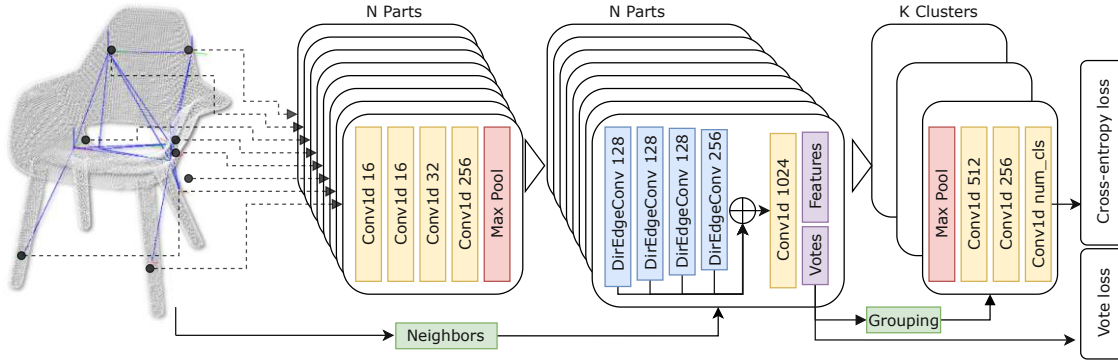 N Parts
N Parts
K Clusters
Conv1d 16
Conv1d 16
Conv1d 32
Conv1d 256
Max Pool
DirEdgeConv 128
DirEdgeConv 128
DirEdgeConv 128
DirEdgeConv 256
Conv1d 1024
Features
Votes
Max Pool
Conv1d 512
Conv1d 256
Conv1d num_cls
Cross-entropy loss
Vote loss
Neighbors
Grouping